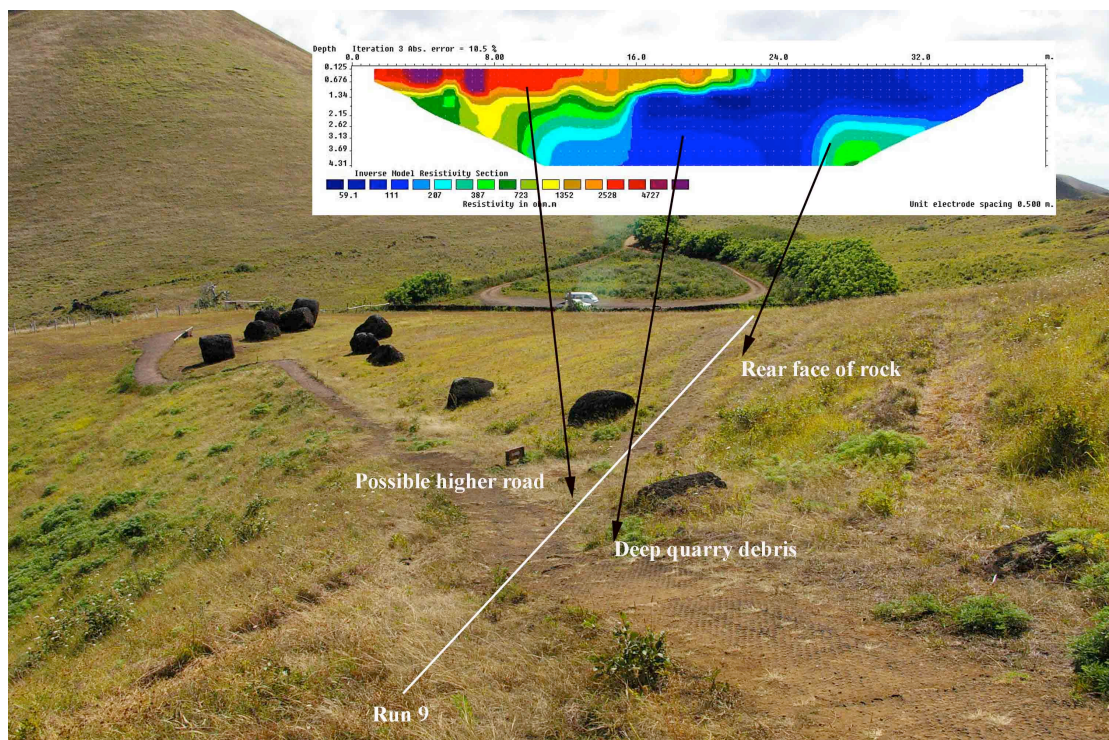 Depth Iteration 3 Abs. error = 10.5 %
0.0 8.00 16.0 24.0 32.0 m.
0.125
0.676
1.34
2.15
2.62
3.13
3.69
4.31
Inverse Model Resistivity Section
59.1 111 207 387 723 1352 2528 4727
Resistivity in ohm.m
Unit electrode spacing 0.500 m.
Rear face of rock
Possible higher road
Deep quarry debris
Run 9